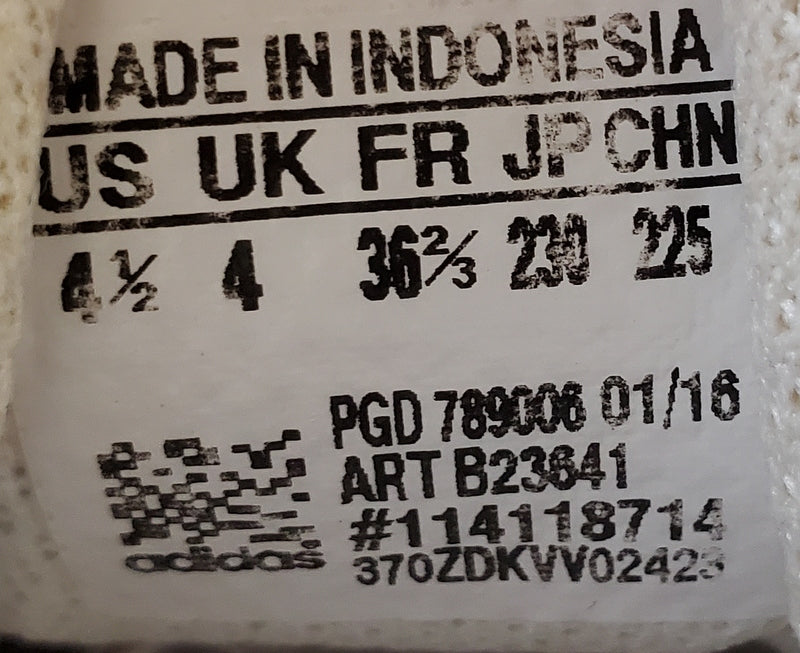 MADE IN INDONESIA
US UK FR JP CHN
4½ 4 36⅔ 230 225
PGD 789006 01/16
ART B23641
#114118714
adidas 370ZDKVV02423